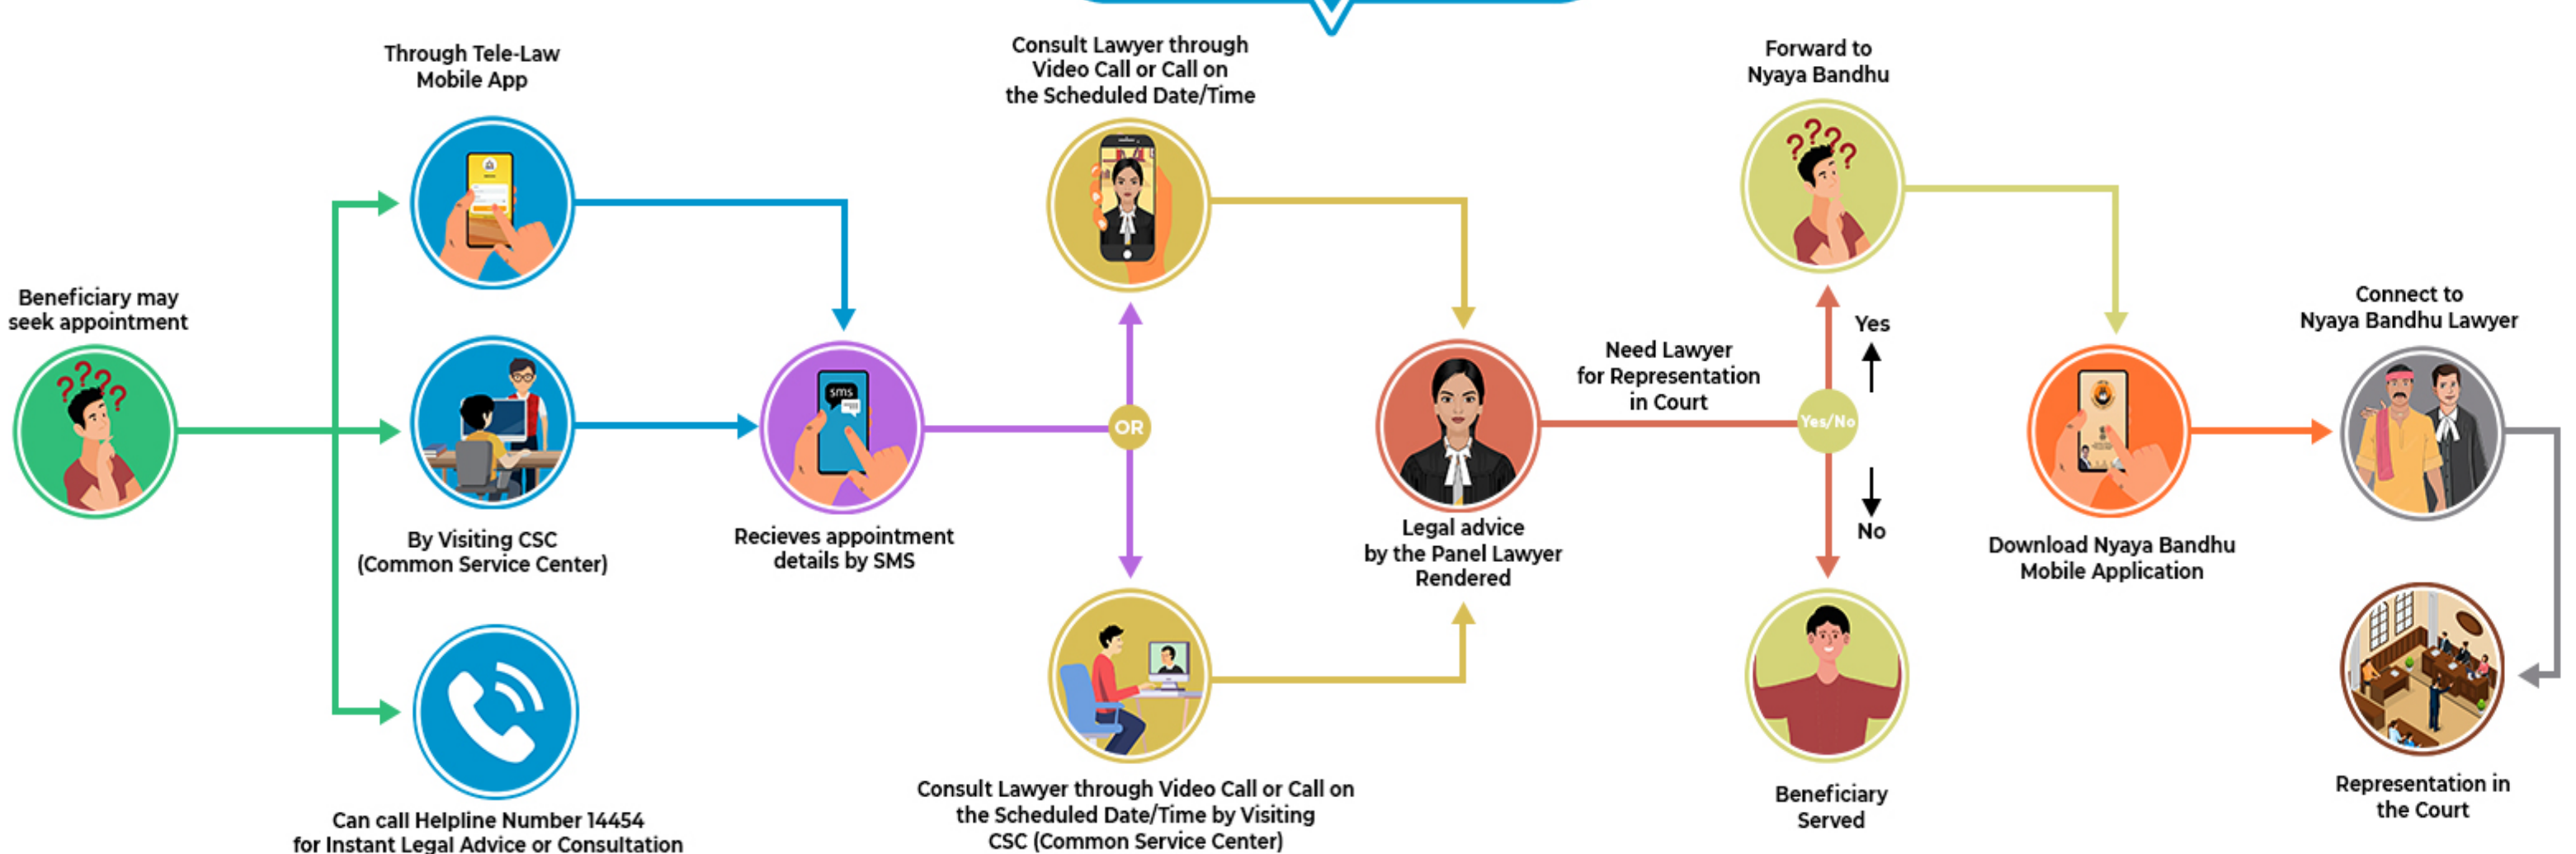 Beneficiary may
seek appointment
Through Tele-Law
Mobile App
By Visiting CSC
(Common Service Center)
Can call Helpline Number 14454
for Instant Legal Advice or Consultation
sms
Recieves appointment
details by SMS
Consult Lawyer through
Video Call or Call on
the Scheduled Date/Time
OR
Consult Lawyer through Video Call or Call on
the Scheduled Date/Time by Visiting
CSC (Common Service Center)
Legal advice
by the Panel Lawyer
Rendered
Need Lawyer
for Representation
in Court
Yes/No
Yes
No
Forward to
Nyaya Bandhu
Beneficiary
Served
Download Nyaya Bandhu
Mobile Application
Connect to
Nyaya Bandhu Lawyer
Representation in
the Court